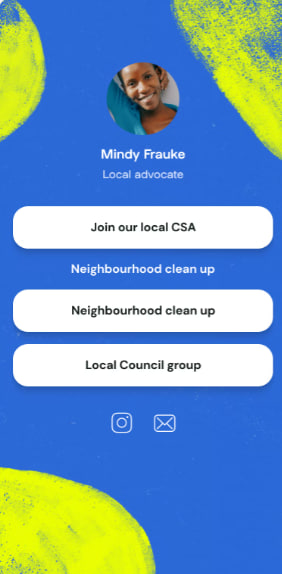 Mindy Frauke
Local advocate
Join our local CSA
Neighbourhood clean up
Neighbourhood clean up
Local Council group